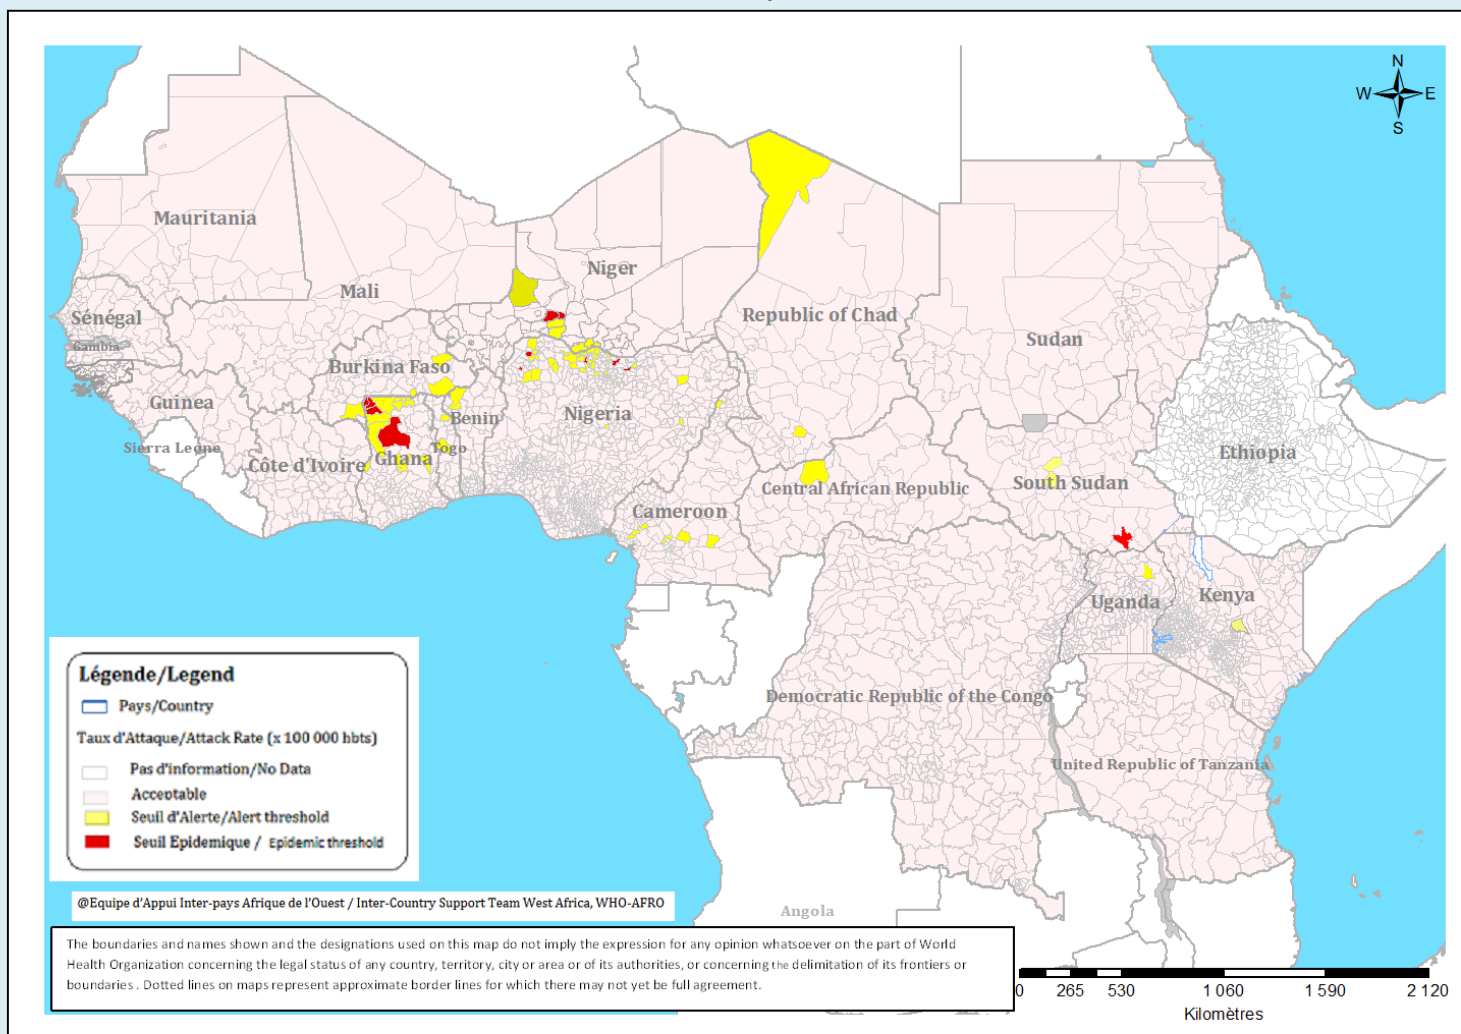 N
W E
S
Mauritania
Mali
Niger
Republic of Chad
Sudan
Sénégal
Gambia
Burkina Faso
Guinea
Nigeria
Benin
Sierra Leone
Côte d'Ivoire
Ghana
Togo
Ethiopia
South Sudan
Central African Republic
Cameroon
Uganda
Kenya
Democratic Republic of the Congo
United Republic of Tanzania
Angola
Légende/Legend
Pays/Country
Taux d'Attaque/Attack Rate (x 100 000 hbts)
Pas d'information/No Data
Acceptable
Seuil d'Alerte/Alert threshold
Seuil Epidemique / Epidemic threshold
@Equipe d'Appui Inter-pays Afrique de l'Ouest / Inter-Country Support Team West Africa, WHO-AFRO
The boundaries and names shown and the designations used on this map do not imply the expression for any opinion whatsoever on the part of World
Health Organization concerning the legal status of any country, territory, city or area or of its authorities, or concerning the delimitation of its frontiers or
boundaries . Dotted lines on maps represent approximate border lines for which there may not yet be full agreement.
0 265 530 1 060 1 590 2 120
Kilomètres